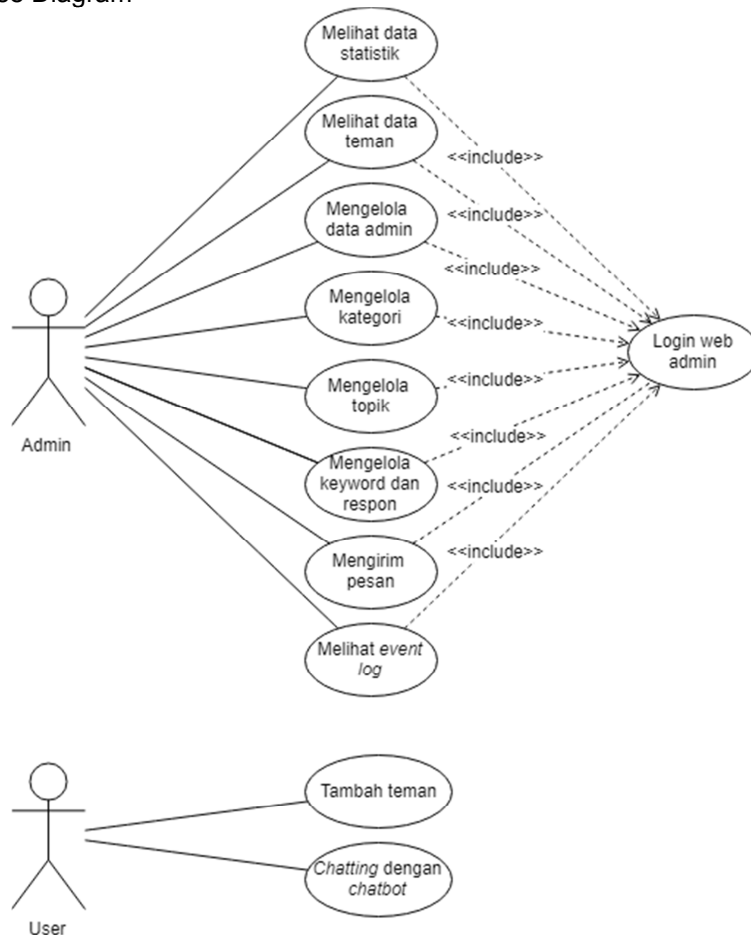 Diagram
Melihat data
statistik
Melihat data
teman
<<include>>
Mengelola
data admin
<<include>>
<<include>>
Mengelola
kategori
<<include>>
Login web
admin
Mengelola
topik
<<include>>
Admin
<<include>>
Mengelola
keyword dan
respon
<<include>>
Mengirim
pesan
<<include>>
Melihat event
log
Tambah teman
Chatting dengan
chatbot
User